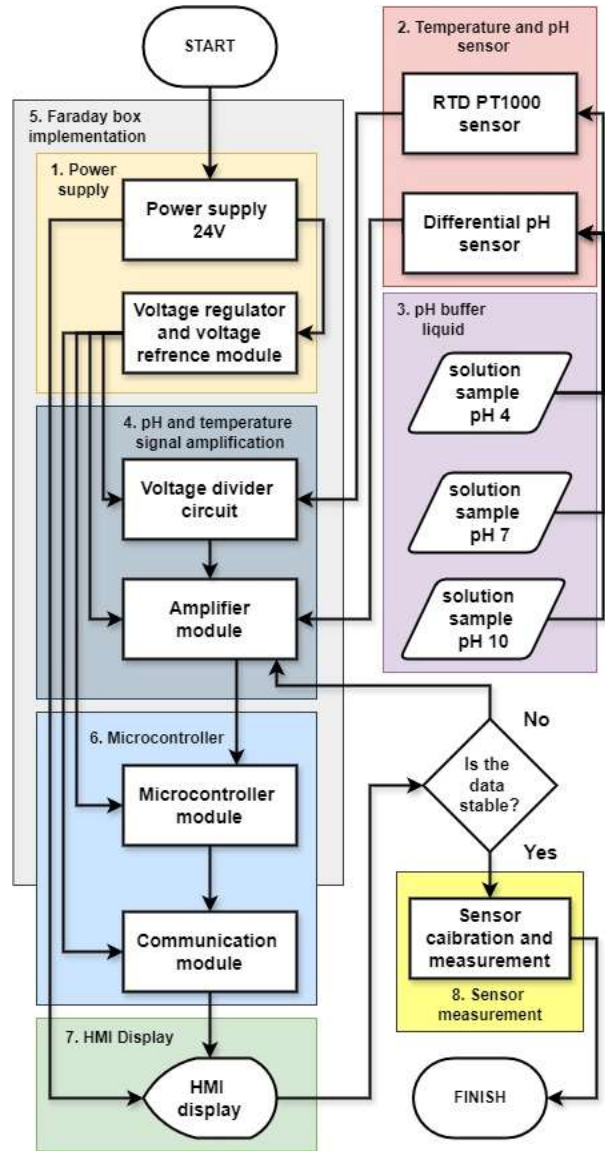 START
5. Faraday box
implementation
1. Power
supply
Power supply
24V
Voltage regulator
and voltage
refrence module
2. Temperature and pH
sensor
RTD PT1000
sensor
Differential pH
sensor
3. pH buffer
liquid
solution
sample
pH 4
solution
sample
pH 7
solution
sample
pH 10
4. pH and temperature
signal amplification
Voltage divider
circuit
Amplifier
module
6. Microcontroller
Microcontroller
module
Communication
module
7. HMI Display
HMI
display
No
Is the
data
stable?
Yes
Sensor
caibration and
measurement
8. Sensor
measurement
FINISH